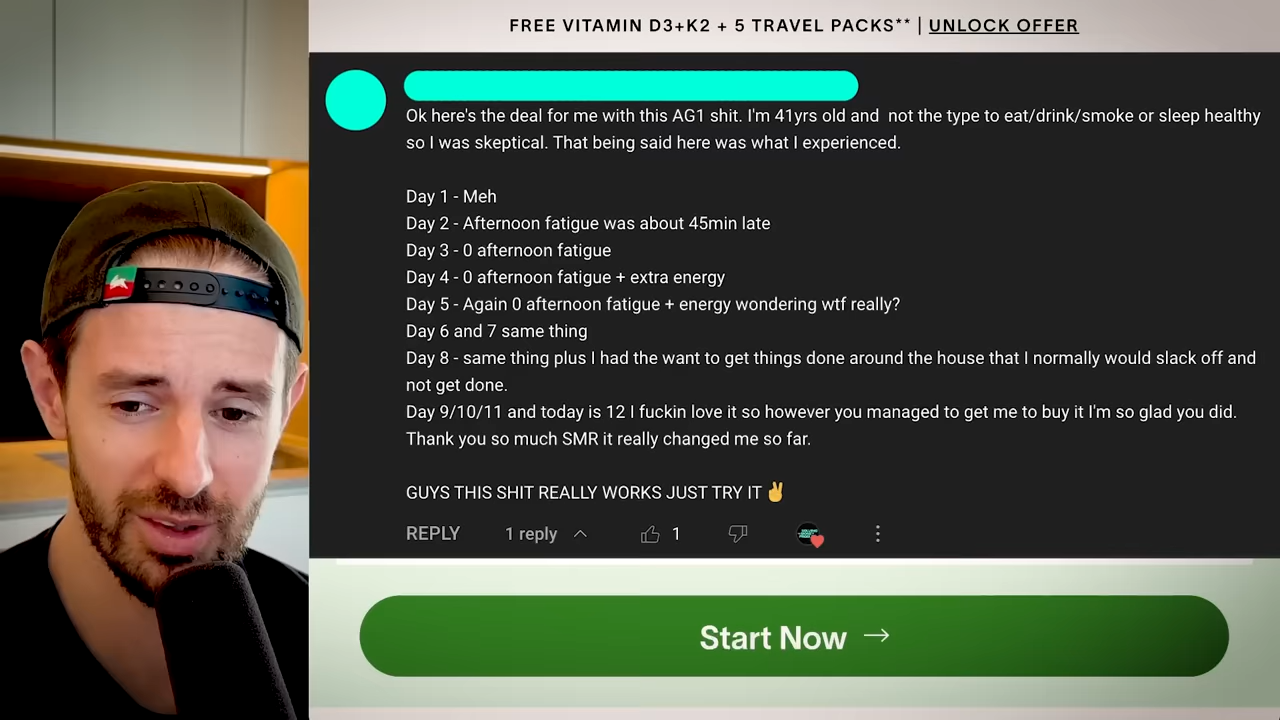 FREE VITAMIN D3+K2 + 5 TRAVEL PACKS** | UNLOCK OFFER
Ok here's the deal for me with this AG1 shit. I'm 41yrs old and  not the type to eat/drink/smoke or sleep healthy
so I was skeptical. That being said here was what I experienced.
Day 1 - Meh
Day 2 - Afternoon fatigue was about 45min late
Day 3 - 0 afternoon fatigue
Day 4 - 0 afternoon fatigue + extra energy
Day 5 - Again 0 afternoon fatigue + energy wondering wtf really?
Day 6 and 7 same thing
Day 8 - same thing plus I had the want to get things done around the house that I normally would slack off and
not get done.
Day 9/10/11 and today is 12 I fuckin love it so however you managed to get me to buy it I'm so glad you did.
Thank you so much SMR it really changed me so far.
GUYS THIS SHIT REALLY WORKS JUST TRY IT ✌️
REPLY 1 reply 1
Start Now →